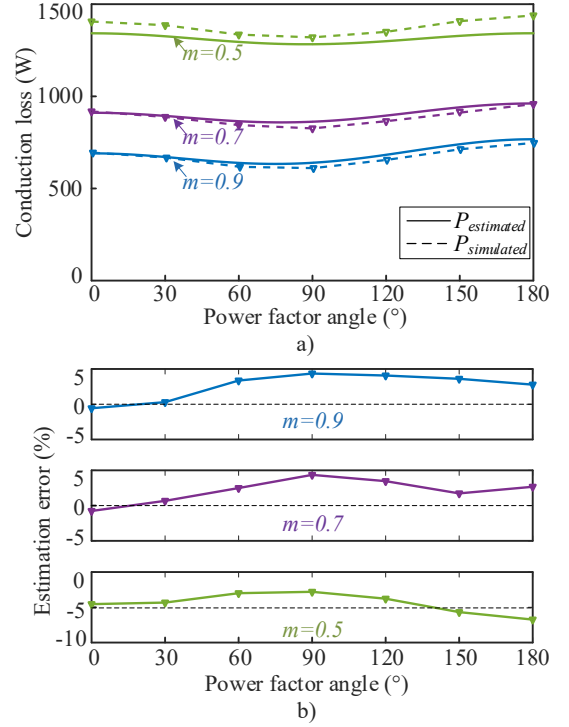 1500
1000
500
0
Conduction loss (W)
m=0.5
m=0.7
m=0.9
P_estimated
P_simulated
0 30 60 90 120 150 180
Power factor angle (°)
a)
Estimation error (%)
5
0
-5
m=0.9
5
0
5
m=0.7
0
-5
-10
m=0.5
0 30 60 90 120 150 180
Power factor angle (°)
b)